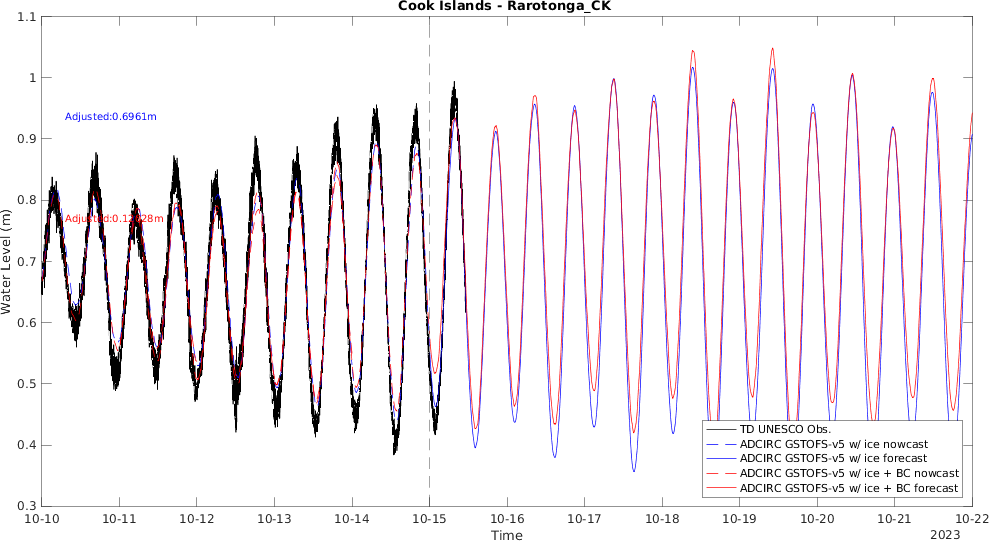 Cook Islands - Rarotonga_CK
1.1
1
0.9
0.8
0.7
0.6
0.5
0.4
0.3
Water Level (m)
Adjusted:0.6961m
Adjusted:0.12228m
TD UNESCO Obs.
ADCIRC GSTOFS-v5 w/ ice nowcast
ADCIRC GSTOFS-v5 w/ ice forecast
ADCIRC GSTOFS-v5 w/ ice + BC nowcast
ADCIRC GSTOFS-v5 w/ ice + BC forecast
10-10 10-11 10-12 10-13 10-14 10-15 10-16 10-17 10-18 10-19 10-20 10-21 10-22
Time
2023